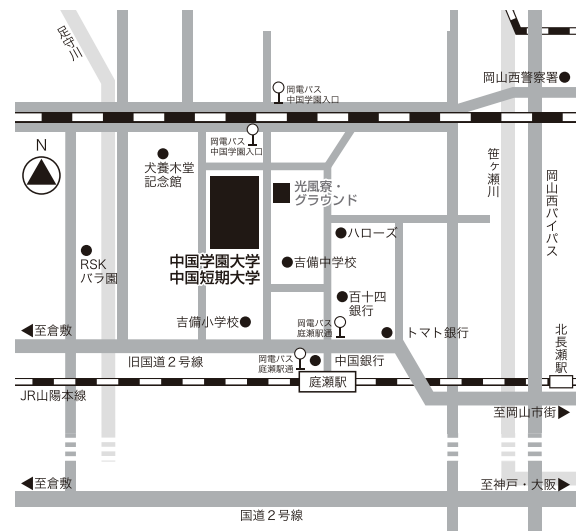 足守川
岡山西警察署
岡電バス
中国学園入口
岡電バス
中国学園入口
N
犬養木堂
記念館
笹ヶ瀬川
岡山西バイパス
光風寮・
グラウンド
ハローズ
中国学園大学
中国短期大学
吉備中学校
RSK
バラ園
百十四
銀行
吉備小学校
岡電バス
庭瀬駅通
トマト銀行
北長瀬駅
至倉敷
旧国道2号線
岡電バス
庭瀬駅通
中国銀行
庭瀬駅
JR山陽本線
至岡山市街
至倉敷
至神戸・大阪
国道2号線